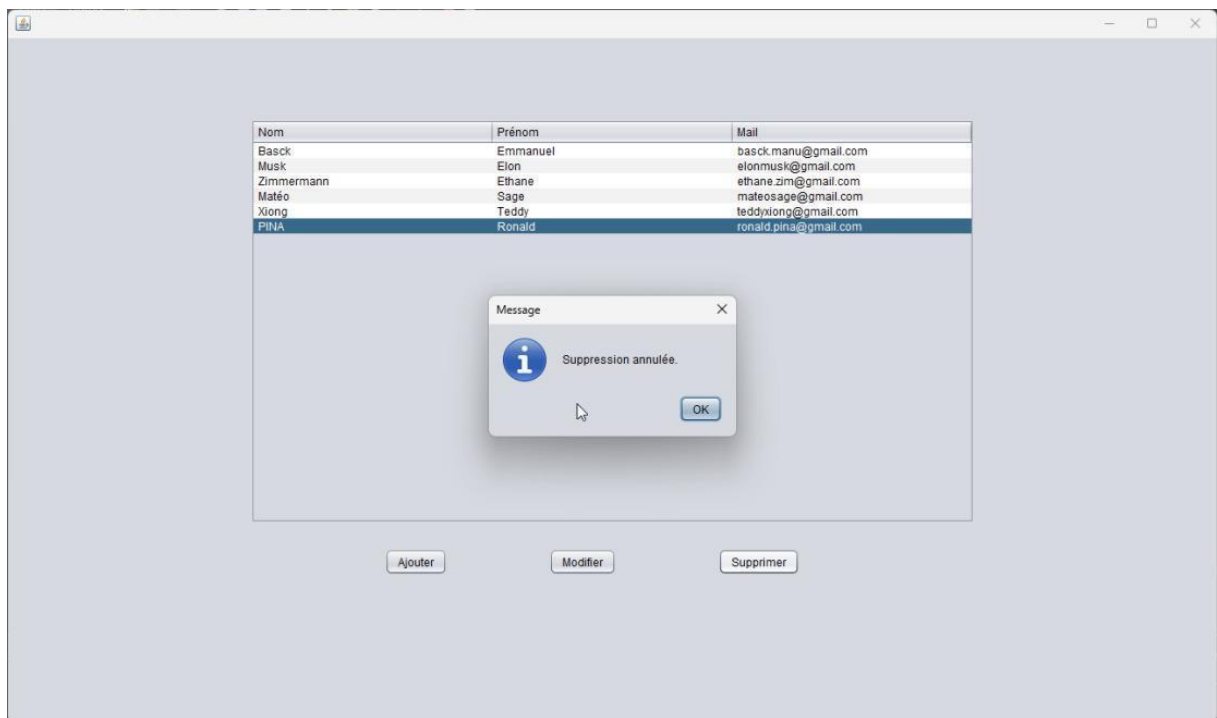 Nom Prénom Mail
Basck Emmanuel basck.manu@gmail.com
Musk Elon elonmusk@gmail.com
Zimmermann Ethane ethane.zim@gmail.com
Matéo Sage mateosage@gmail.com
Xiong Teddy teddyxiong@gmail.com
PINA Ronald ronald.pina@gmail.com
Message
Suppression annulée.
OK
Ajouter Modifier Supprimer